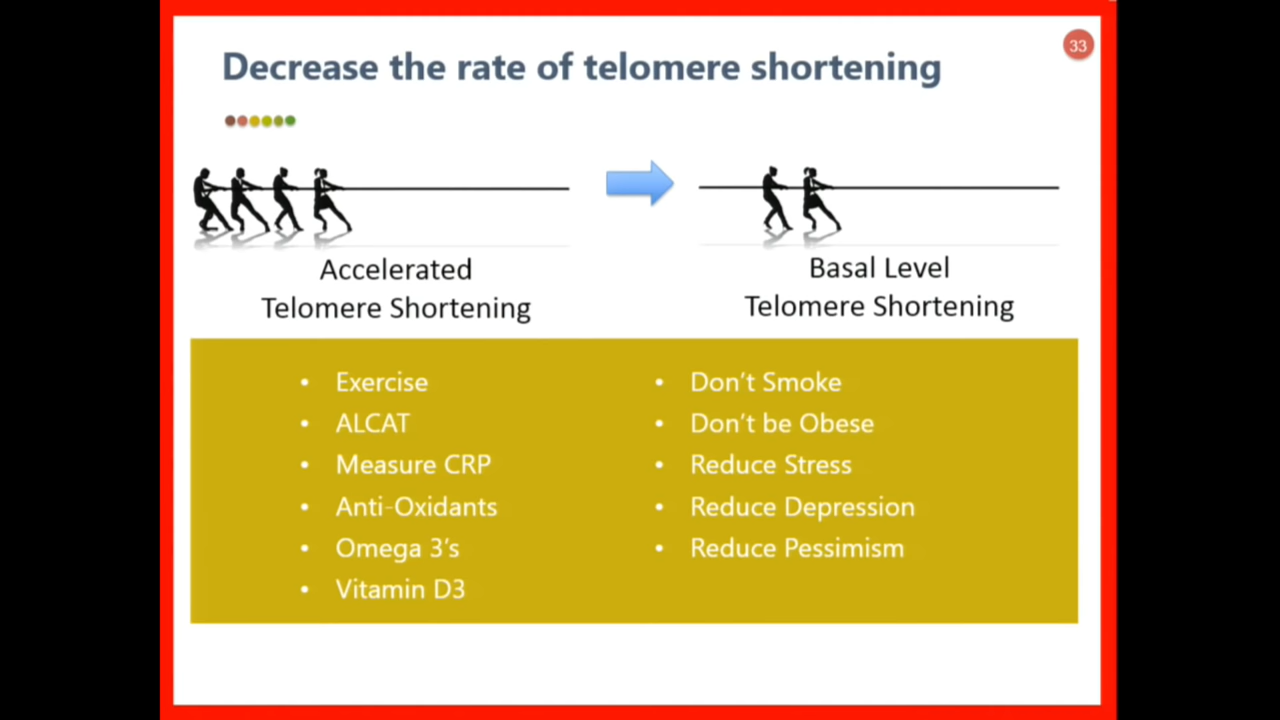 33
Decrease the rate of telomere shortening
Accelerated
Telomere Shortening
Basal Level
Telomere Shortening
• Exercise
• ALCAT
• Measure CRP
• Anti-Oxidants
• Omega 3's
• Vitamin D3
• Don't Smoke
• Don't be Obese
• Reduce Stress
• Reduce Depression
• Reduce Pessimism